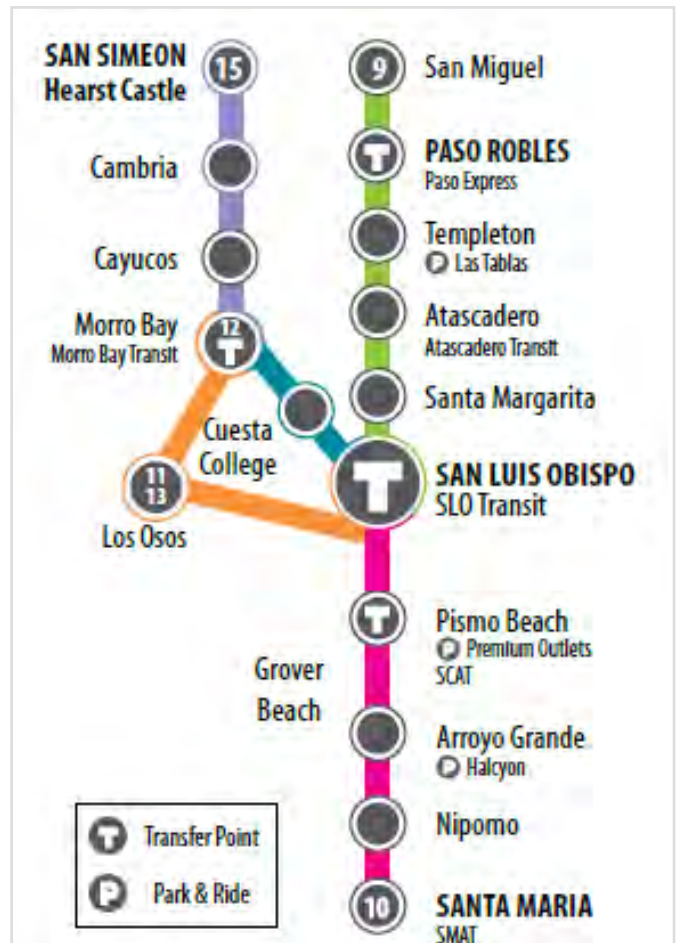 SAN SIMEON
Hearst Castle
15
Cambria
Cayucos
Morro Bay
Morro Bay Transit
12
T
Cuesta
College
11
13
Los Osos
9
San Miguel
T
PASO ROBLES
Paso Express
Templeton
P Las Tablas
Atascadero
Atascadero Transit
Santa Margarita
T
SAN LUIS OBISPO
SLO Transit
T
Pismo Beach
P Premium Outlets
SCAT
Grover
Beach
Arroyo Grande
P Halcyon
Nipomo
10
SANTA MARIA
SMAT
T Transfer Point
P Park & Ride